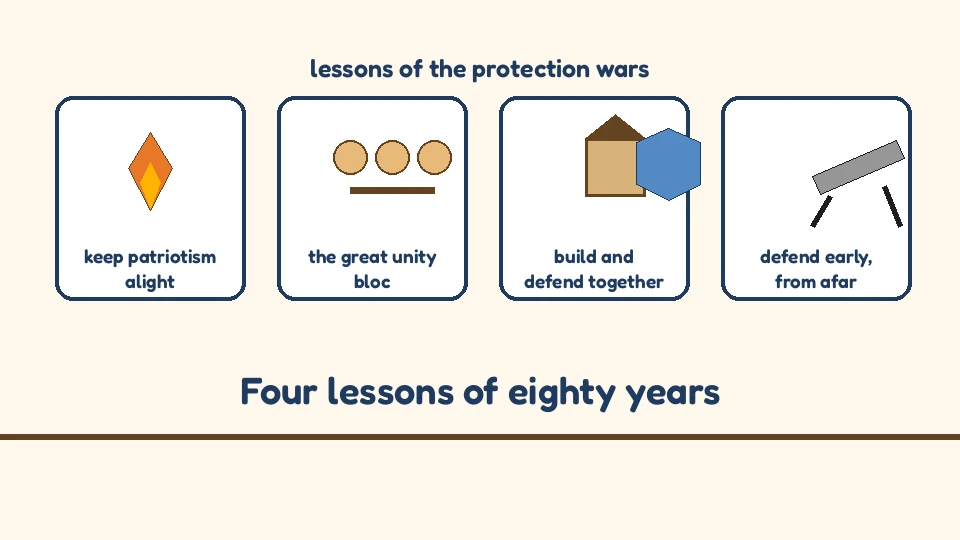 lessons of the protection wars
keep patriotism
alight
the great unity
bloc
build and
defend together
defend early,
from afar
Four lessons of eighty years